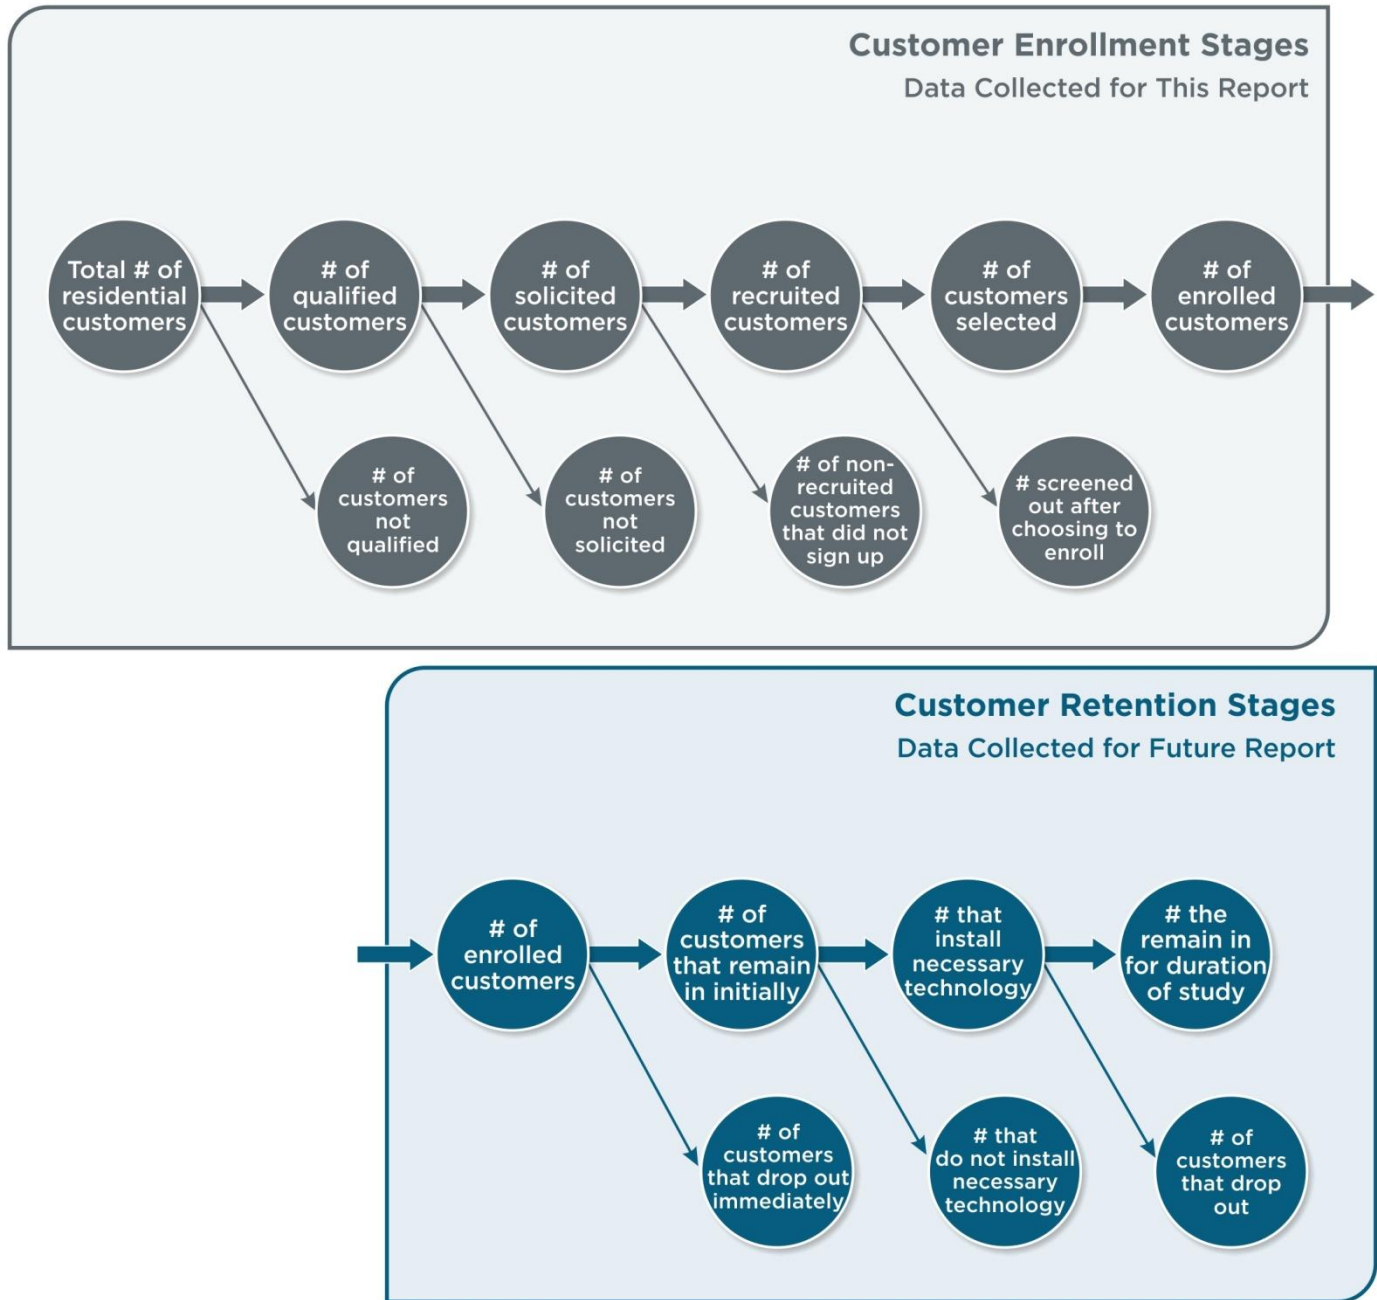 Customer Enrollment Stages
Data Collected for This Report
Total # of
residential
customers
# of
qualified
customers
# of
solicited
customers
# of
recruited
customers
# of
customers
selected
# of
enrolled
customers
# of
customers
not
qualified
# of
customers
not
solicited
# of non-
recruited
customers
that did not
sign up
# screened
out after
choosing to
enroll
Customer Retention Stages
Data Collected for Future Report
# of
enrolled
customers
# of
customers
that remain
in initially
# that
install
necessary
technology
# the
remain in
for duration
of study
# of
customers
that drop out
immediately
# that
do not install
necessary
technology
# of
customers
that drop
out